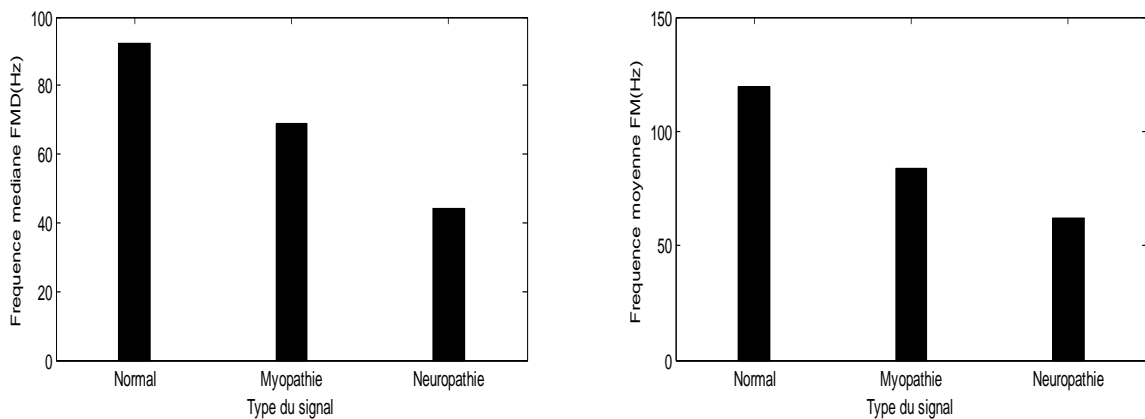 Frequence mediane FMD(Hz)
100
80
60
40
20
0
Normal Myopathie Neuropathie
Type du signal
Frequence moyenne FM(Hz)
150
100
50
0
Normal Myopathie Neuropathie
Type du signal